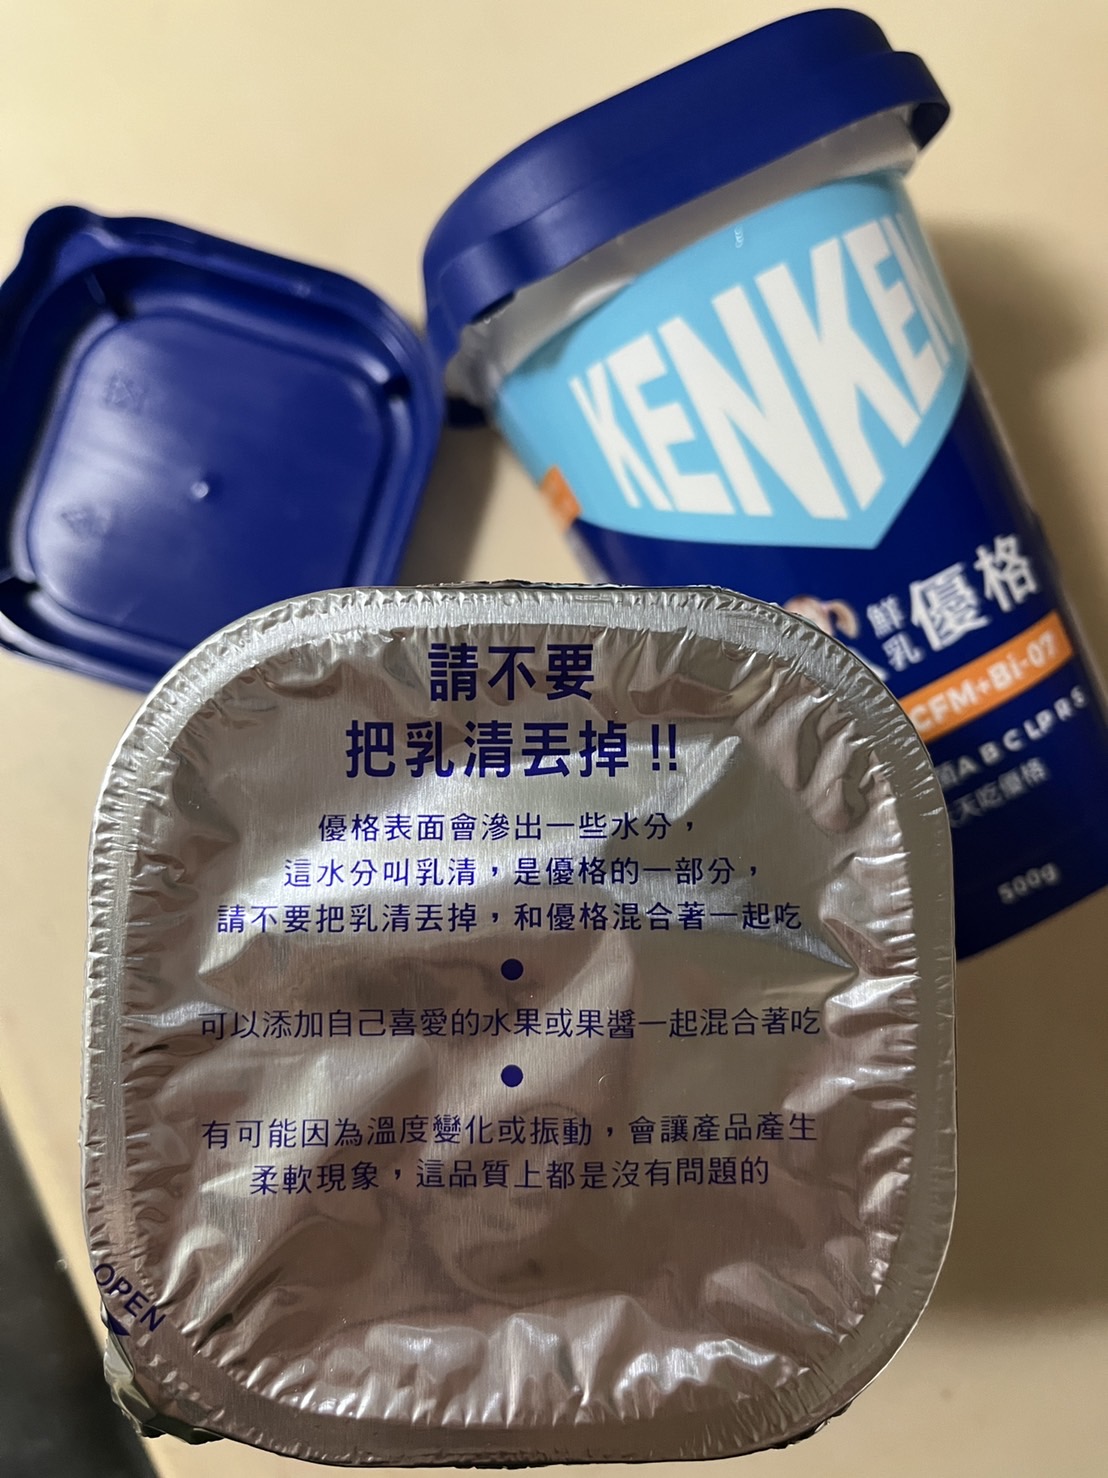 KENKEN
鮮乳優格
CFM+Bi-07
菌A B C LP R S
天吃優格
500g
請不要
把乳清丟掉!!
優格表面會滲出一些水分，
這水分叫乳清，是優格的一部分，
請不要把乳清丟掉，和優格混合著一起吃
●
可以添加自己喜愛的水果或果醬一起混合著吃
●
有可能因為溫度變化或振動，會讓產品產生
柔軟現象，這品質上都是沒有問題的
OPEN